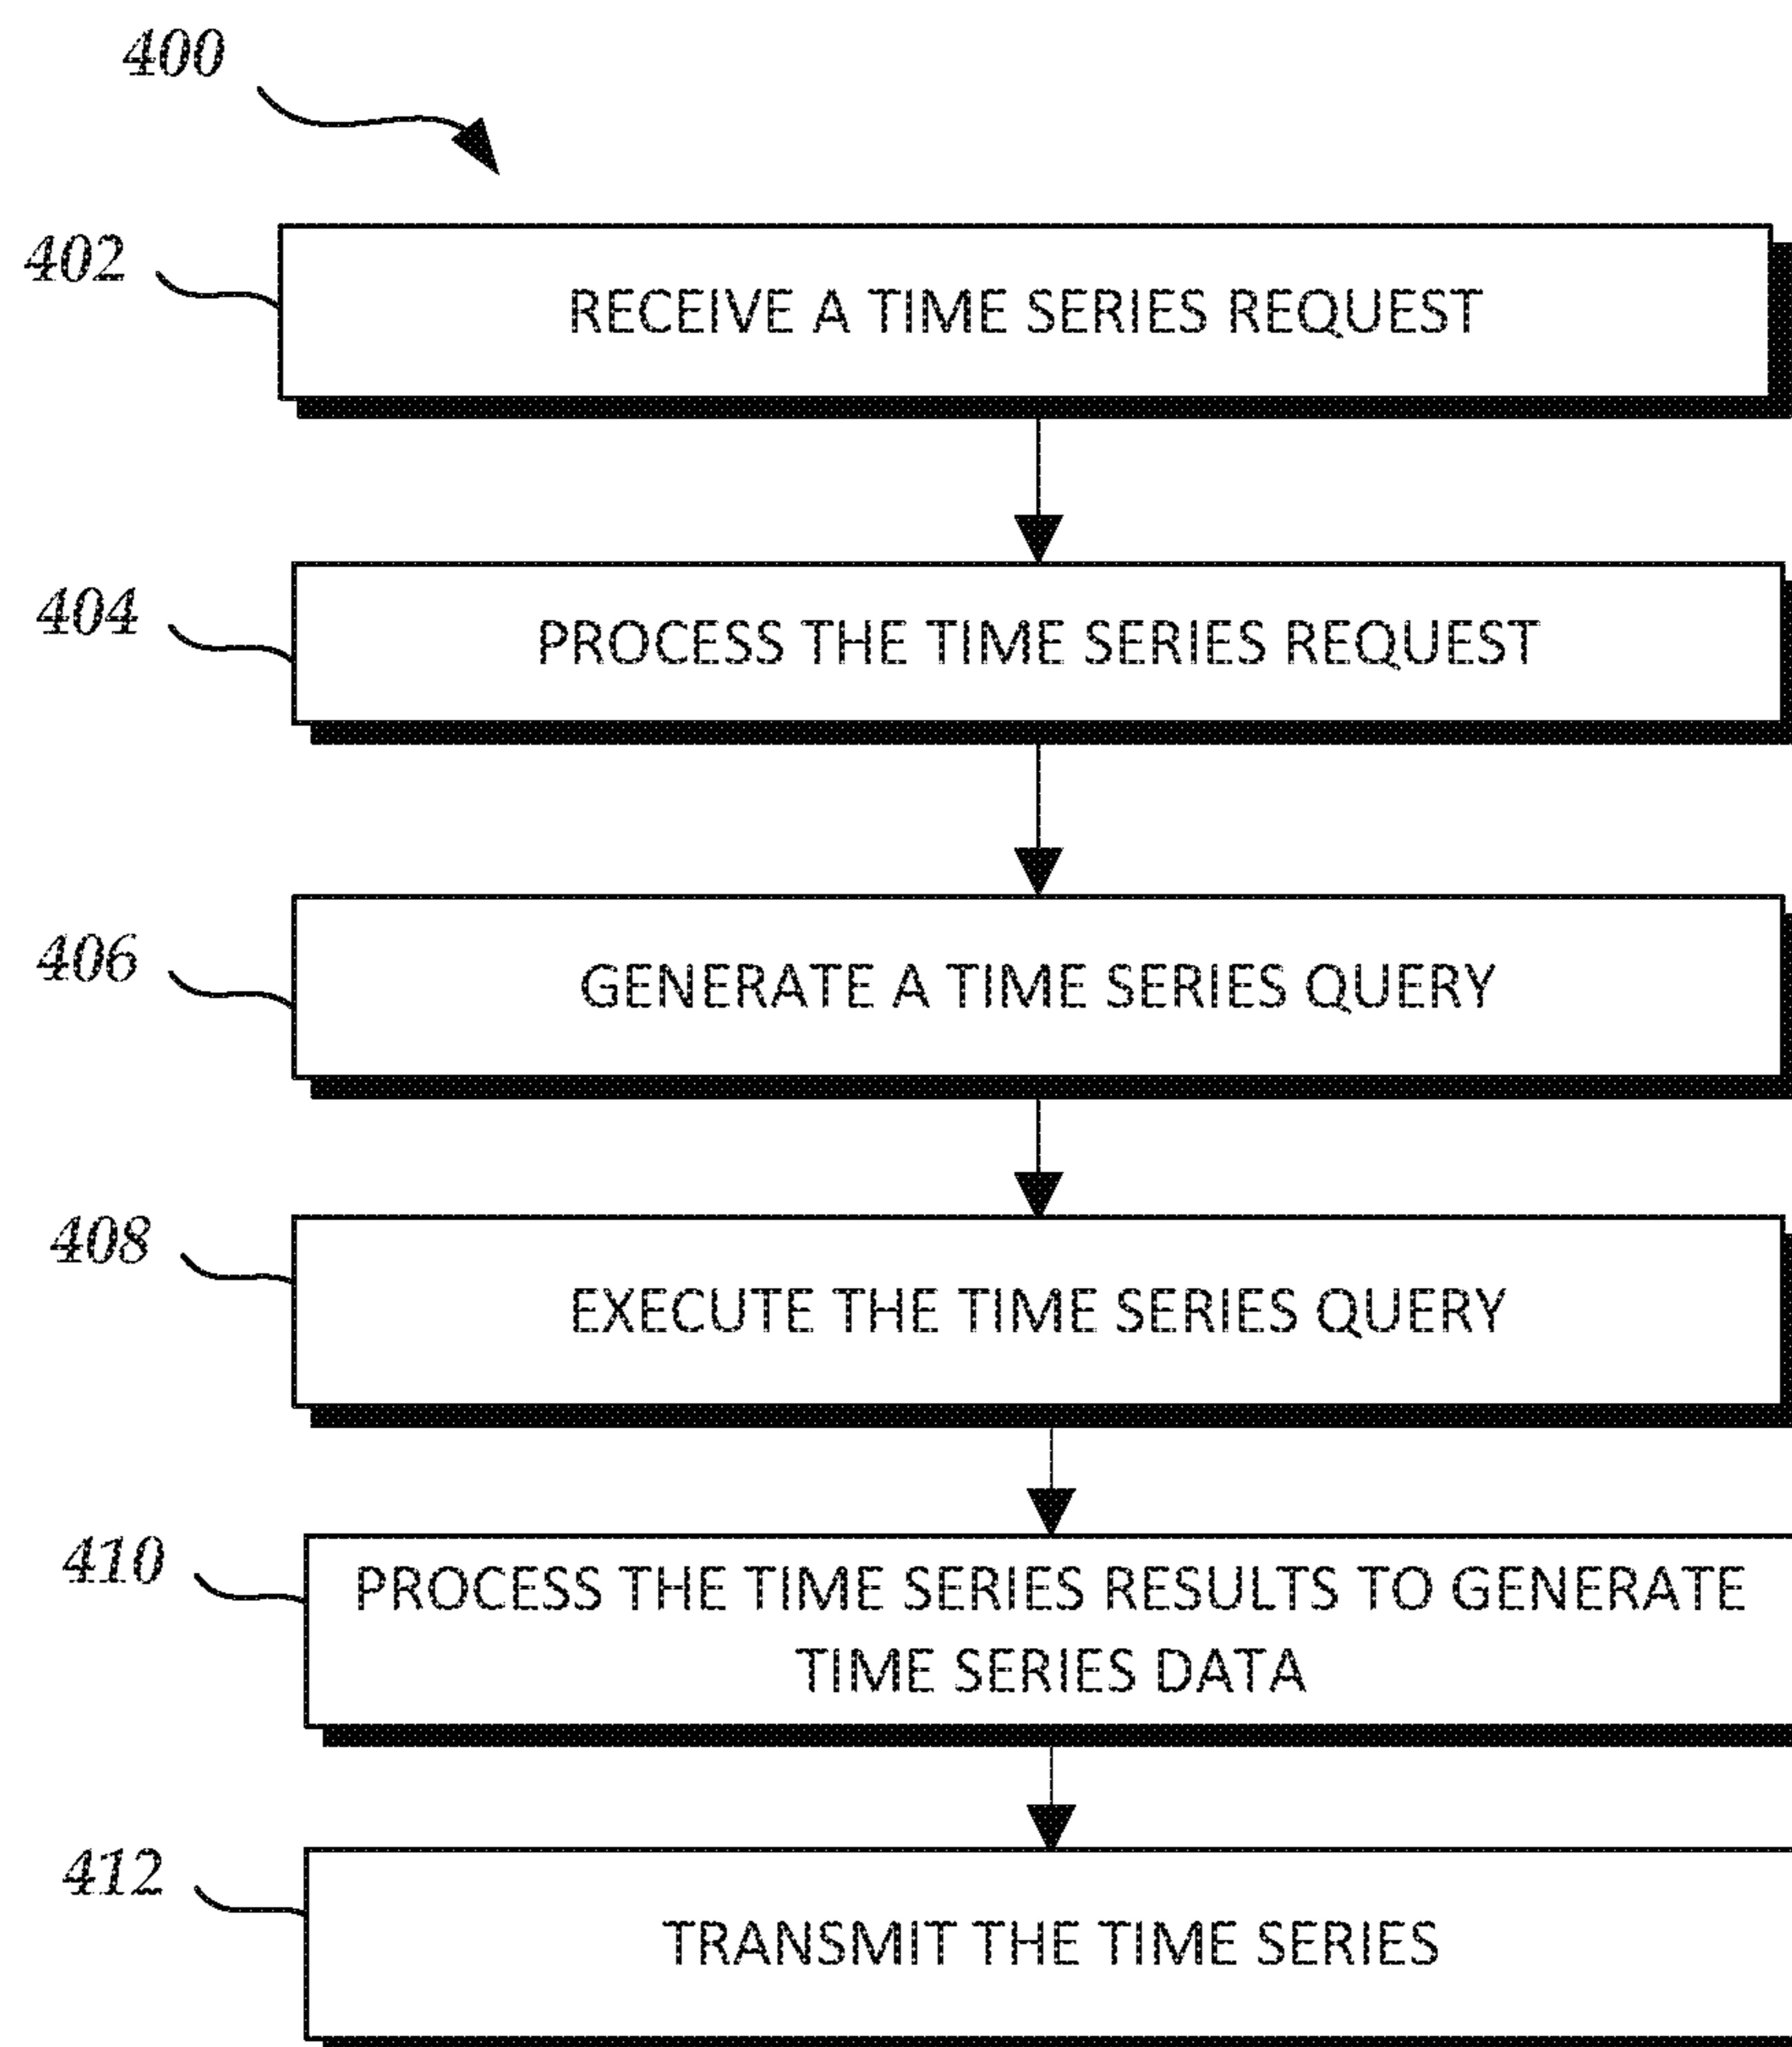 400
402
RECEIVE A TIME SERIES REQUEST
404
PROCESS THE TIME SERIES REQUEST
406
GENERATE A TIME SERIES QUERY
408
EXECUTE THE TIME SERIES QUERY
410
PROCESS THE TIME SERIES RESULTS TO GENERATE
TIME SERIES DATA
412
TRANSMIT THE TIME SERIES